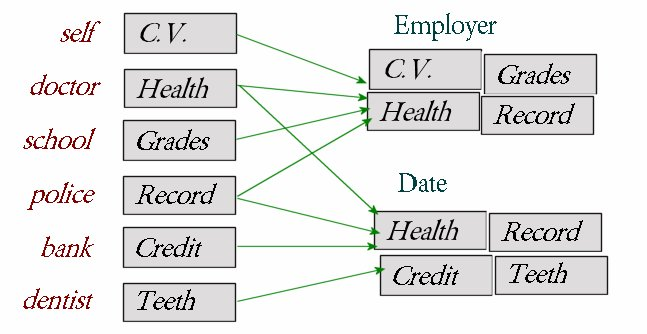 self C.V.
doctor Health
school Grades
police Record
bank Credit
dentist Teeth
Employer
C.V. Grades
Health Record
Date
Health Record
Credit Teeth